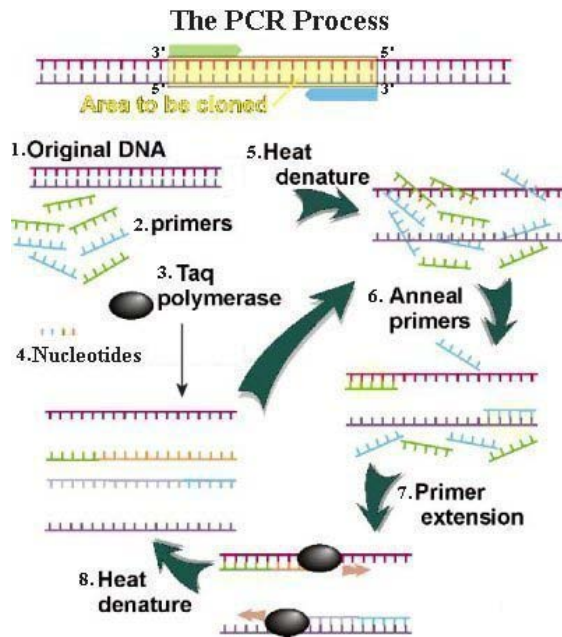 The PCR Process
3' 5'
5' 3'
Area to be cloned
1.Original DNA
2.primers
3. Taq
polymerase
4.Nucleotides
5.Heat
denature
6. Anneal
primers
7.Primer
extension
8.Heat
denature